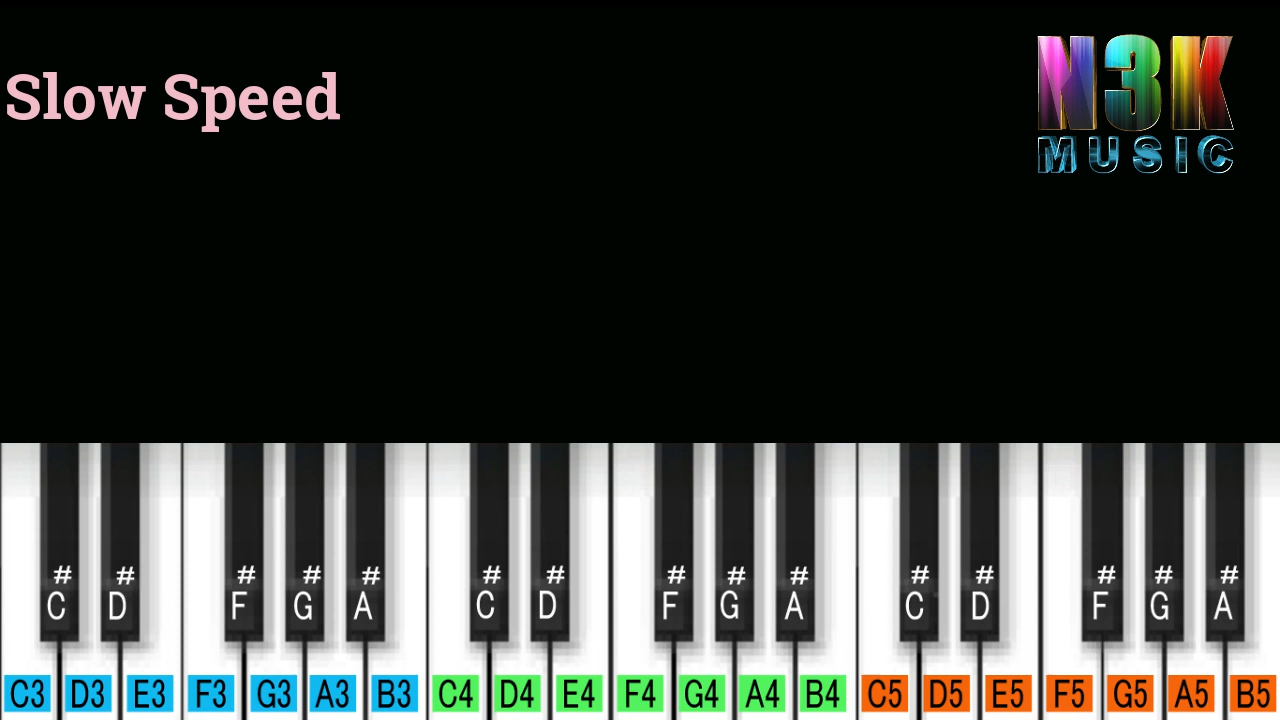 Slow Speed
N3K
MUSIC
# # # # # # # # # # # # # # #
C D F G A C D F G A C D F G A
C3 D3 E3 F3 G3 A3 B3 C4 D4 E4 F4 G4 A4 B4 C5 D5 E5 F5 G5 A5 B5